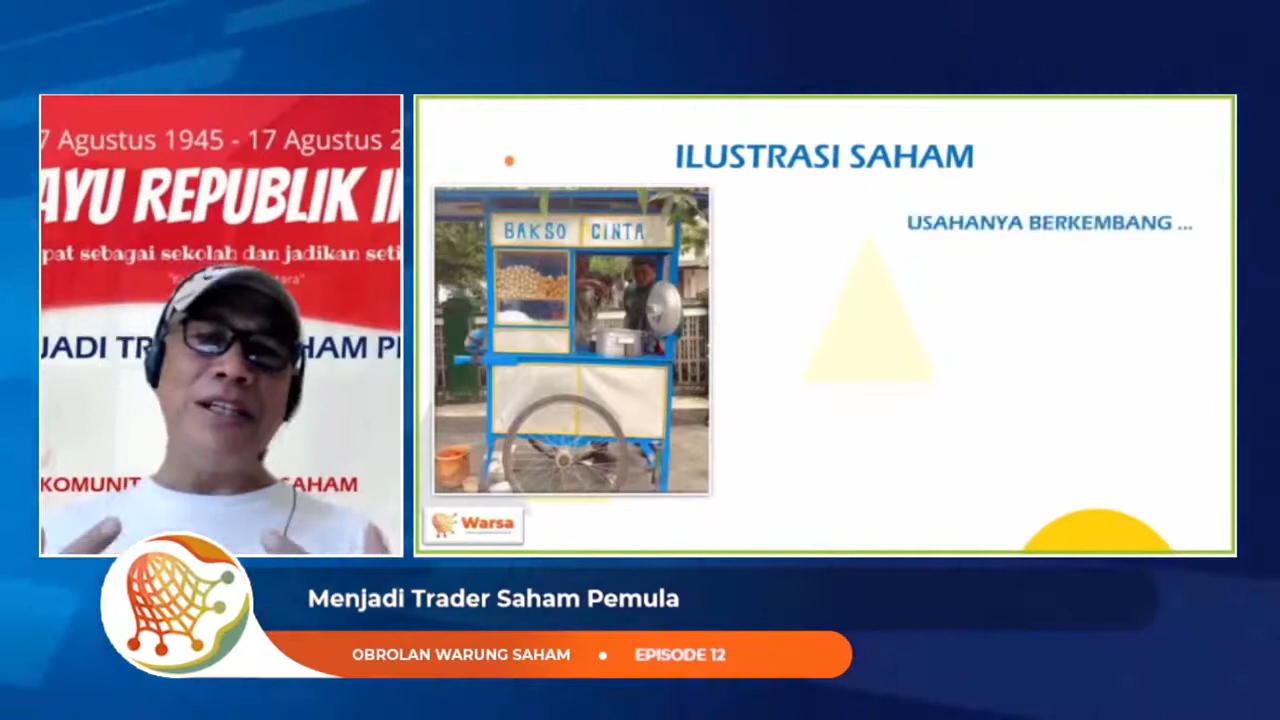 7 Agustus 1945 - 17 Agustus 2
AYU REPUBLIK I
pat sebagai sekolah dan jadikan seti
JADI TR HAM P
KOMUNIT SAHAM
ILUSTRASI SAHAM
USAHANYA BERKEMBANG ...
BAKSO CINTA
Warsa
Menjadi Trader Saham Pemula
OBROLAN WARUNG SAHAM • EPISODE 12